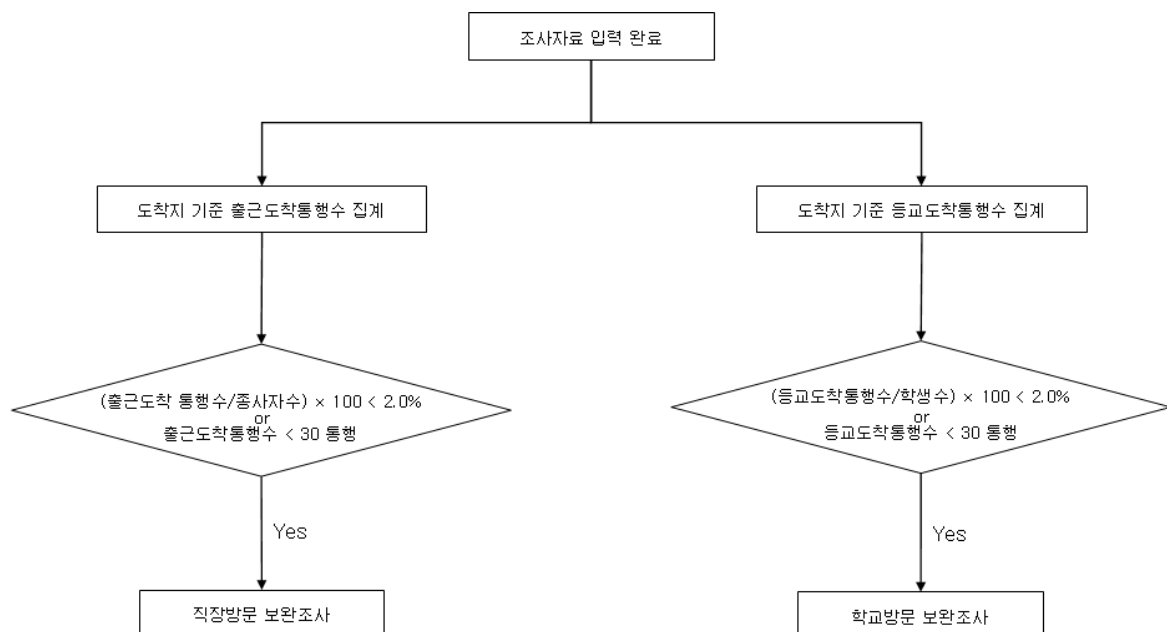 조사자료 입력 완료
도착지 기준 출근도착통행수 집계
도착지 기준 등교도착통행수 집계
(출근도착 통행수/종사자수) × 100 < 2.0%
or
출근도착통행수 < 30 통행
(등교도착통행수/학생수) × 100 < 2.0%
or
등교도착통행수 < 30 통행
Yes
Yes
직장방문 보완조사
학교방문 보완조사